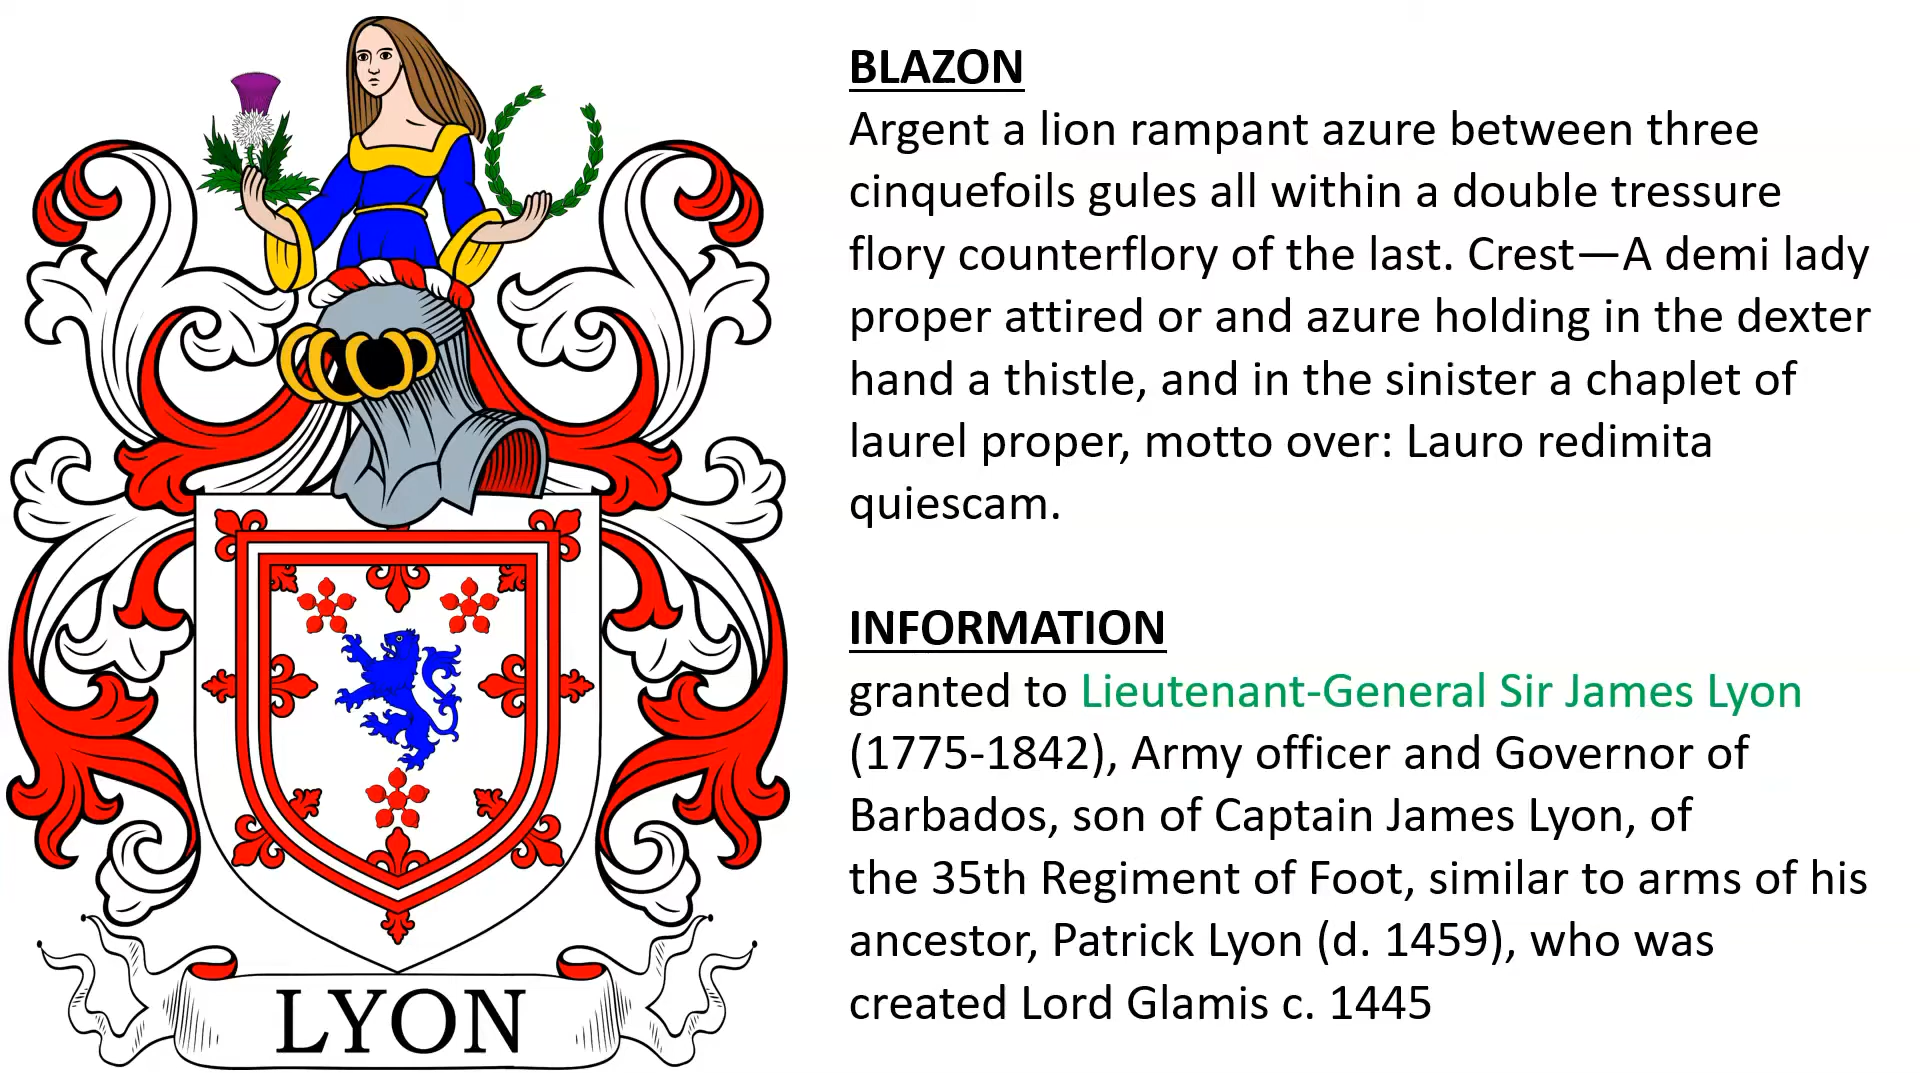 BLAZON
Argent a lion rampant azure between three
cinquefoils gules all within a double tressure
flory counterflory of the last. Crest—A demi lady
proper attired or and azure holding in the dexter
hand a thistle, and in the sinister a chaplet of
laurel proper, motto over: Lauro redimita
quiescam.
INFORMATION
granted to Lieutenant-General Sir James Lyon
(1775-1842), Army officer and Governor of
Barbados, son of Captain James Lyon, of
the 35th Regiment of Foot, similar to arms of his
ancestor, Patrick Lyon (d. 1459), who was
created Lord Glamis c. 1445
LYON